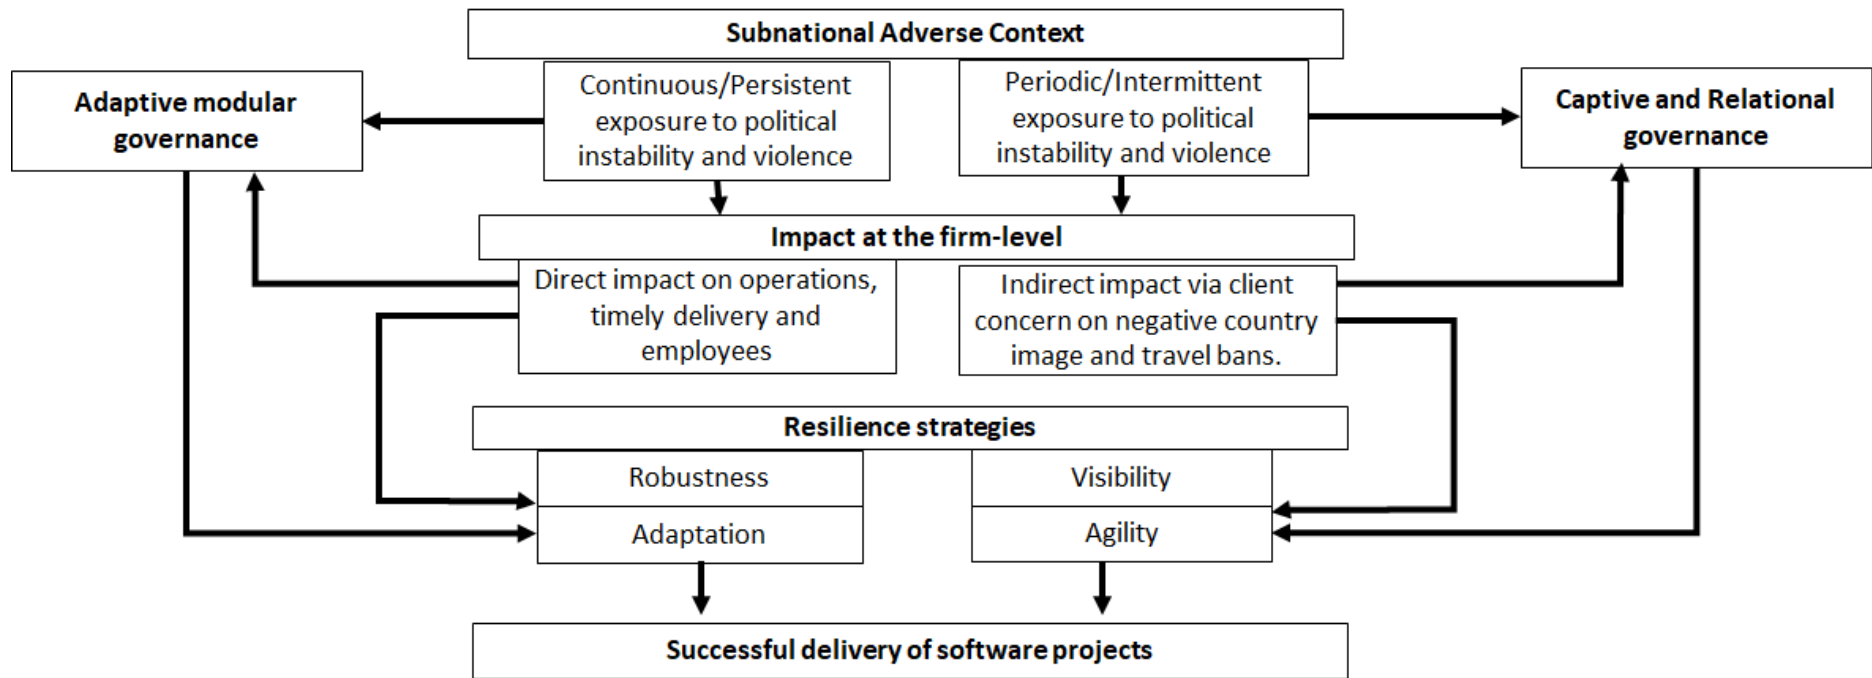 Subnational Adverse Context
Adaptive modular
governance
Continuous/Persistent
exposure to political
instability and violence
Periodic/Intermittent
exposure to political
instability and violence
Captive and Relational
governance
Impact at the firm-level
Direct impact on operations,
timely delivery and
employees
Indirect impact via client
concern on negative country
image and travel bans.
Resilience strategies
Robustness
Adaptation
Visibility
Agility
Successful delivery of software projects